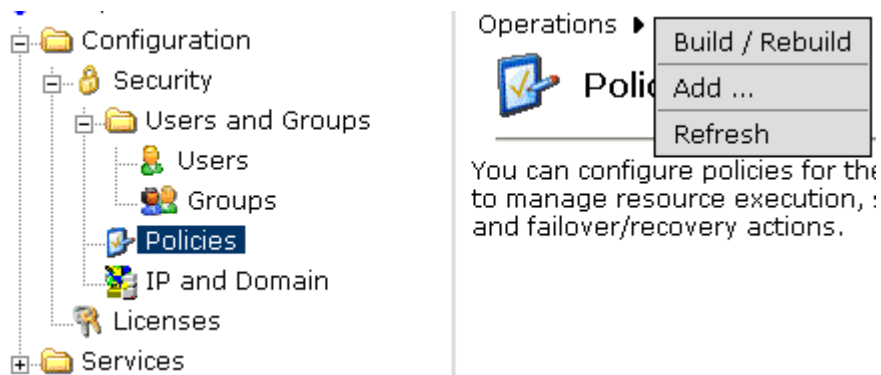 Configuration
Security
Users and Groups
Users
Groups
Policies
IP and Domain
Licenses
Services
Operations
Build / Rebuild
Add ...
Refresh
You can configure policies for the
to manage resource execution,
and failover/recovery actions.